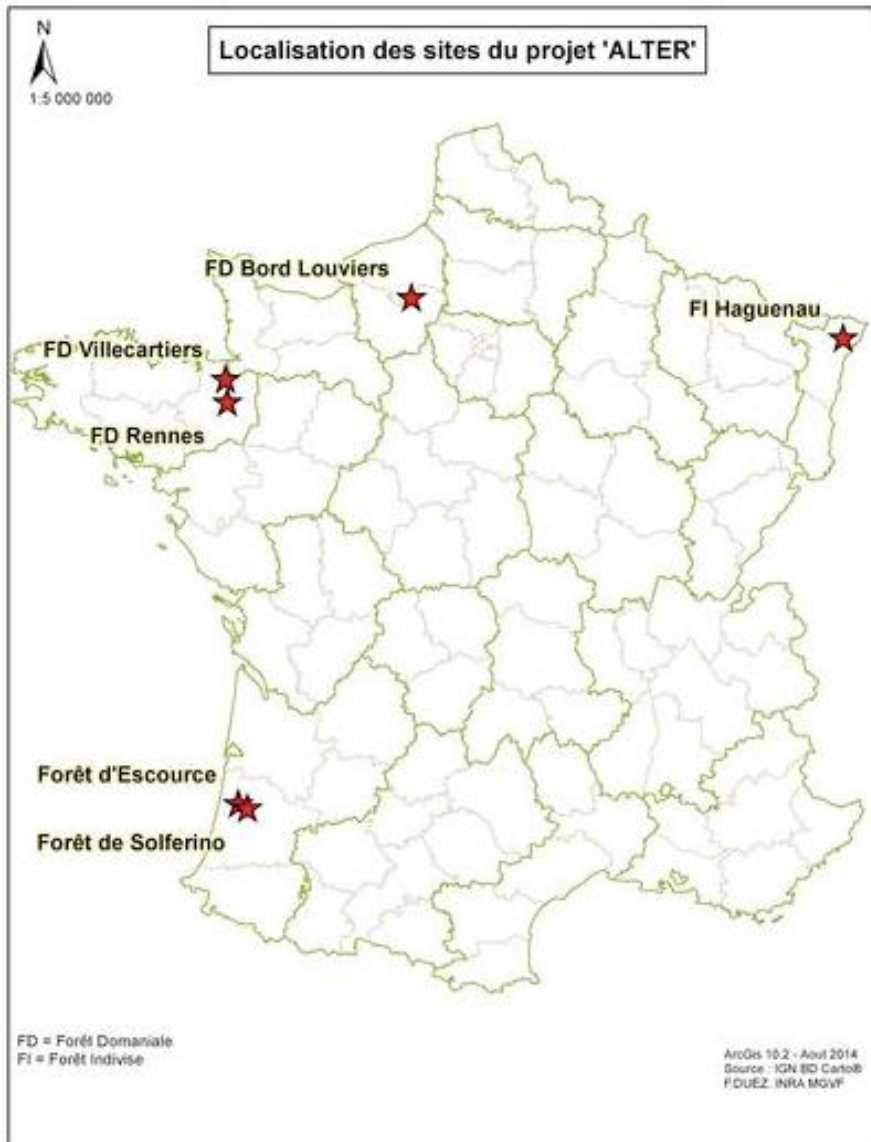 N
Localisation des sites du projet 'ALTER'
1:5 000 000
FD Bord Louviers
FI Haguenau
FD Villecartiers
FD Rennes
Forêt d'Escource
Forêt de Solferino
FD = Forêt Domaniale
FI = Forêt Indivise
ArcGis 10.2 - Aout 2014
Source : IGN BD Carto®
F.DUEZ. INRA MGVF